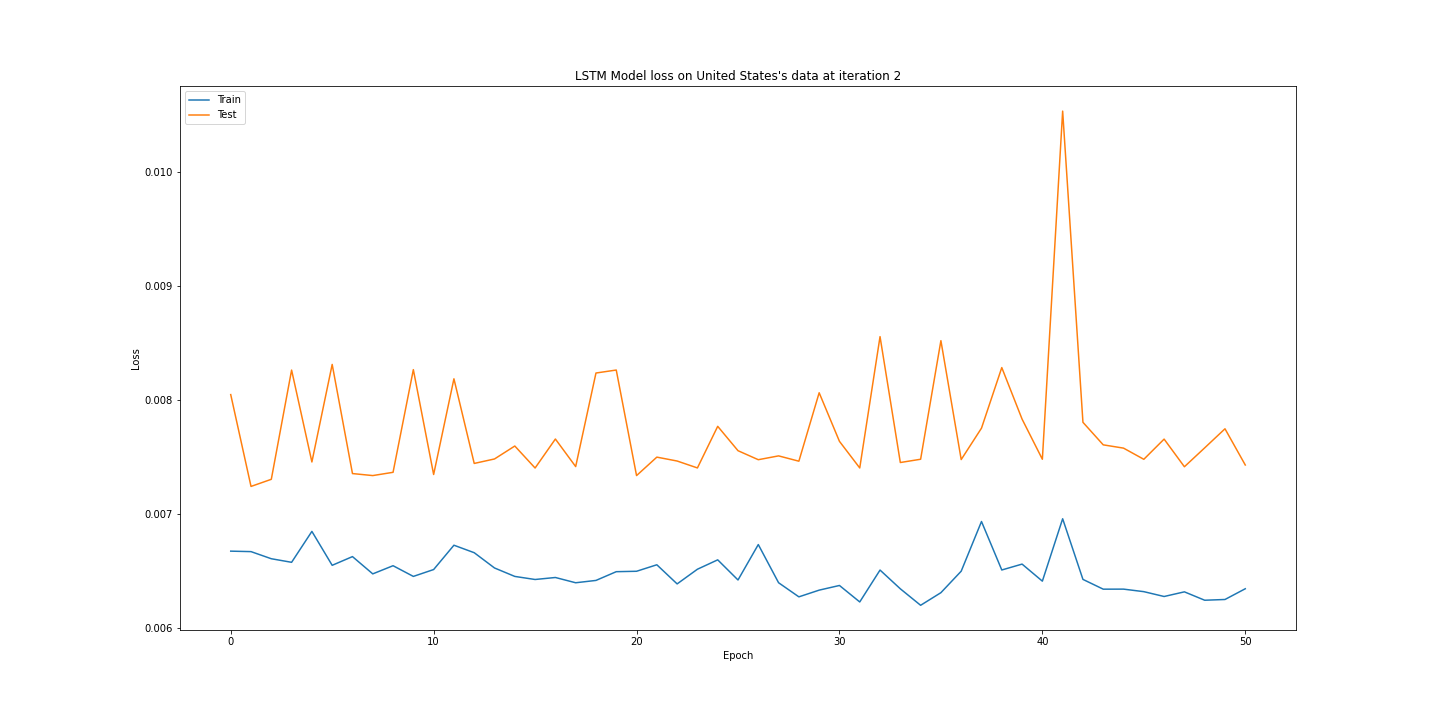 LSTM Model loss on United States's data at iteration 2
Train
Test
0.010
0.009
0.008
0.007
0.006
Loss
0 10 20 30 40 50
Epoch